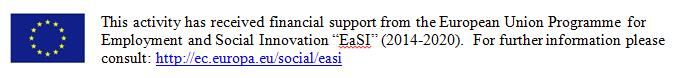 This activity has received financial support from the European Union Programme for
Employment and Social Innovation “EaSI” (2014-2020).  For further information please
consult: http://ec.europa.eu/social/easi